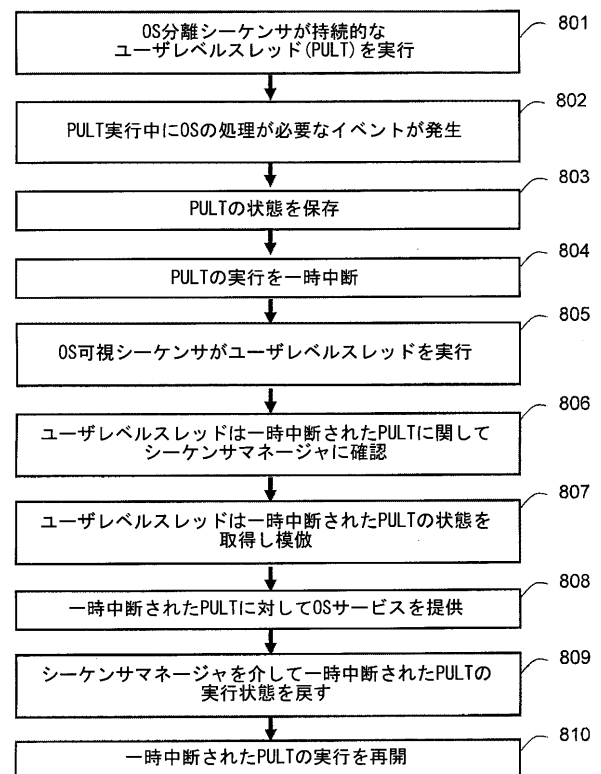 OS分離シーケンサが持続的な
ユーザレベルスレッド(PULT)を実行
801
PULT実行中にOSの処理が必要なイベントが発生
802
PULTの状態を保存
803
PULTの実行を一時中断
804
OS可視シーケンサがユーザレベルスレッドを実行
805
ユーザレベルスレッドは一時中断されたPULTに関して
シーケンサマネージャに確認
806
ユーザレベルスレッドは一時中断されたPULTの状態を
取得し模倣
807
一時中断されたPULTに対してOSサービスを提供
808
シーケンサマネージャを介して一時中断されたPULTの
実行状態を戻す
809
一時中断されたPULTの実行を再開
810